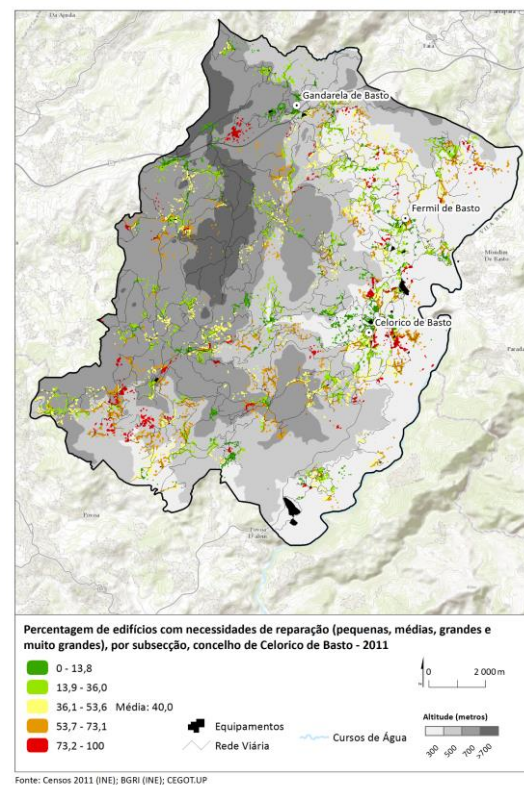 Gandarela de Basto
Fermil de Basto
Celorico de Basto
Percentagem de edifícios com necessidades de reparação (pequenas, médias, grandes e
muito grandes), por subsecção, concelho de Celorico de Basto - 2011
0 - 13,8
13,9 - 36,0
36,1 - 53,6 Média: 40,0
53,7 - 73,1
73,2 - 100
Equipamentos
Rede Viária
Cursos de Água
0 2 000 m
Altitude (metros)
300 500 700 >700
Fonte: Censos 2011 (INE); BGRI (INE); CEGOT.UP